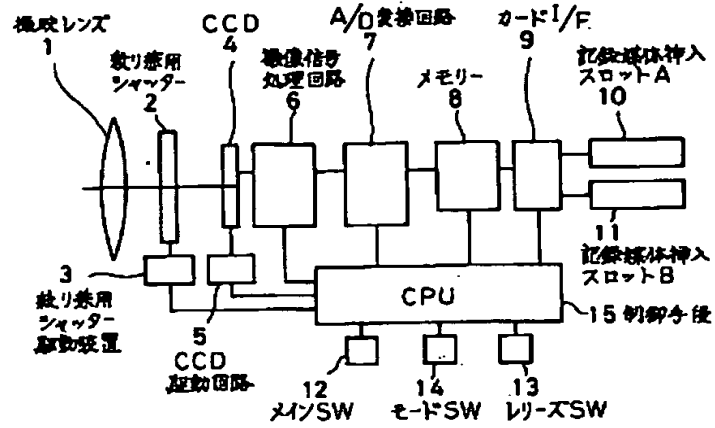 撮映レンズ
1
絞り兼用
シャッター
2
CCD
4
撮像信号
処理回路
6
A/D変換回路
7
メモリー
8
カードI/F
9
記録媒体挿入
スロットA
10
11
記録媒体挿入
スロットB
3
絞り兼用
シャッター
駆動装置
5
CCD
駆動回路
CPU
15 制御手段
12
メインSW
14
モードSW
13
レリーズSW